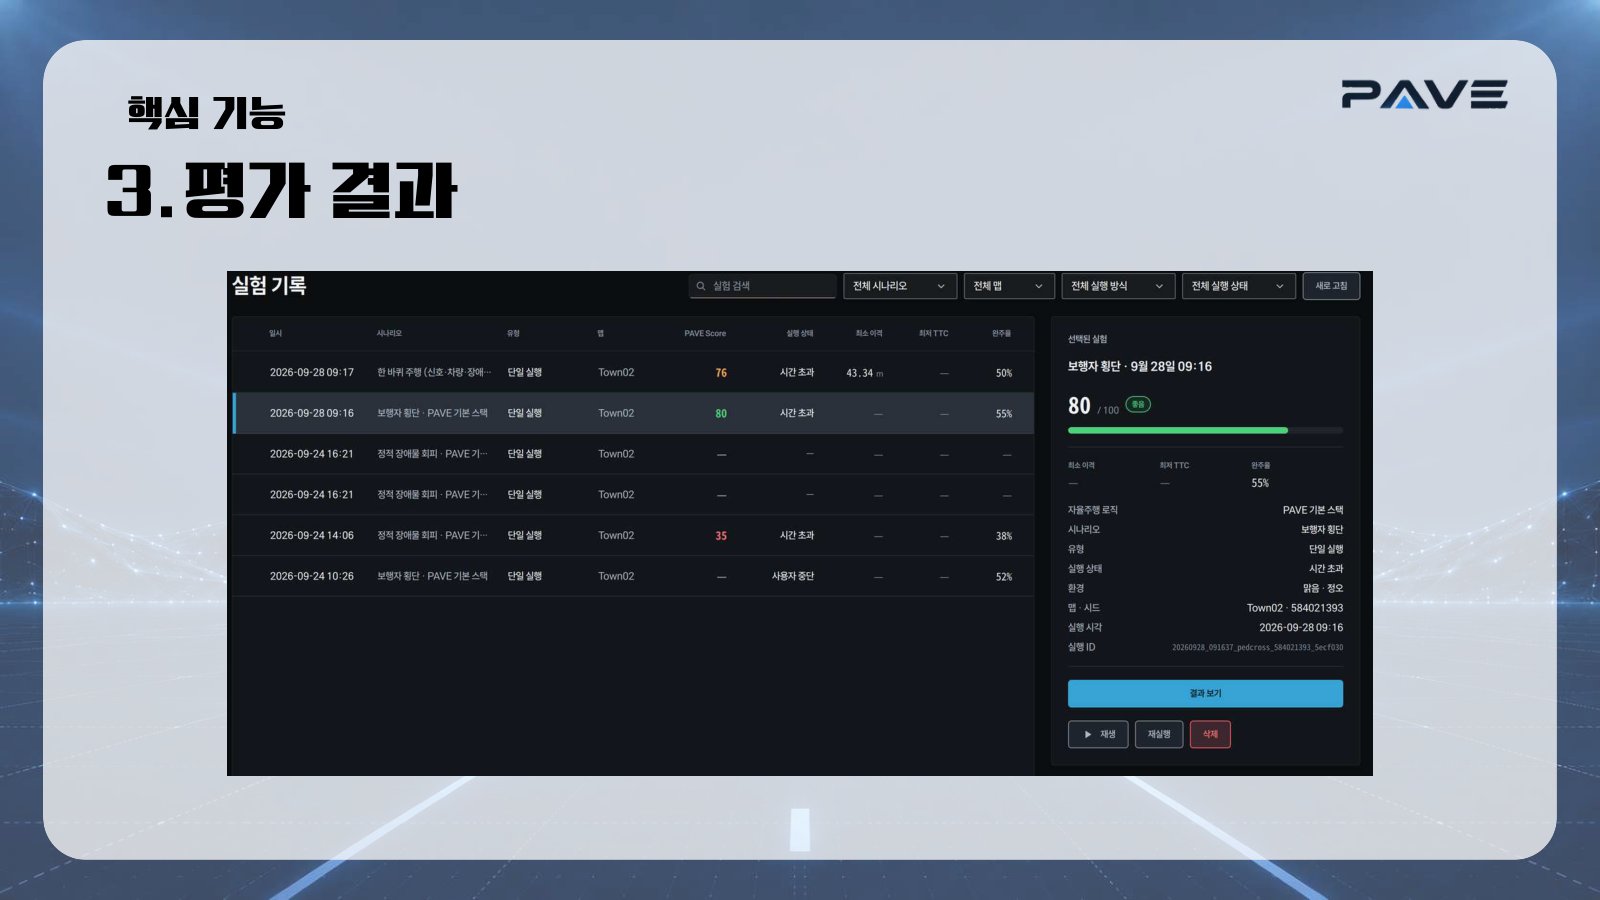 핵심 기능
PAVE
3. 평가 결과
실험 기록
실험 검색
전체 시나리오
전체 맵
전체 실행 방식
전체 실행 상태
새로 고침
일시 시나리오 유형 맵 PAVE Score 실행 상태 최소 이격 최저 TTC 완주율
2026-09-28 09:17 한 바퀴 주행 (신호·차량·장애··· 단일 실행 Town02 76 시간 초과 43.34 m — 50%
2026-09-28 09:16 보행자 횡단 · PAVE 기본 스택 단일 실행 Town02 80 시간 초과 — — 55%
2026-09-24 16:21 정적 장애물 회피 · PAVE 기··· 단일 실행 Town02 — — — — —
2026-09-24 16:21 정적 장애물 회피 · PAVE 기··· 단일 실행 Town02 — — — — —
2026-09-24 14:06 정적 장애물 회피 · PAVE 기··· 단일 실행 Town02 35 시간 초과 — — 38%
2026-09-24 10:26 보행자 횡단 · PAVE 기본 스택 단일 실행 Town02 — 사용자 중단 — — 52%
선택된 실험
보행자 횡단 · 9월 28일 09:16
80 / 100 좋음
최소 이격 최저 TTC 완주율
— — 55%
자율주행 로직 PAVE 기본 스택
시나리오 보행자 횡단
유형 단일 실행
실행 상태 시간 초과
환경 맑음 · 정오
맵 · 시드 Town02 · 584021393
실행 시각 2026-09-28 09:16
실행 ID 20260928_091637_pedcross_584021393_5ecf030
결과 보기
재생 재실행 삭제